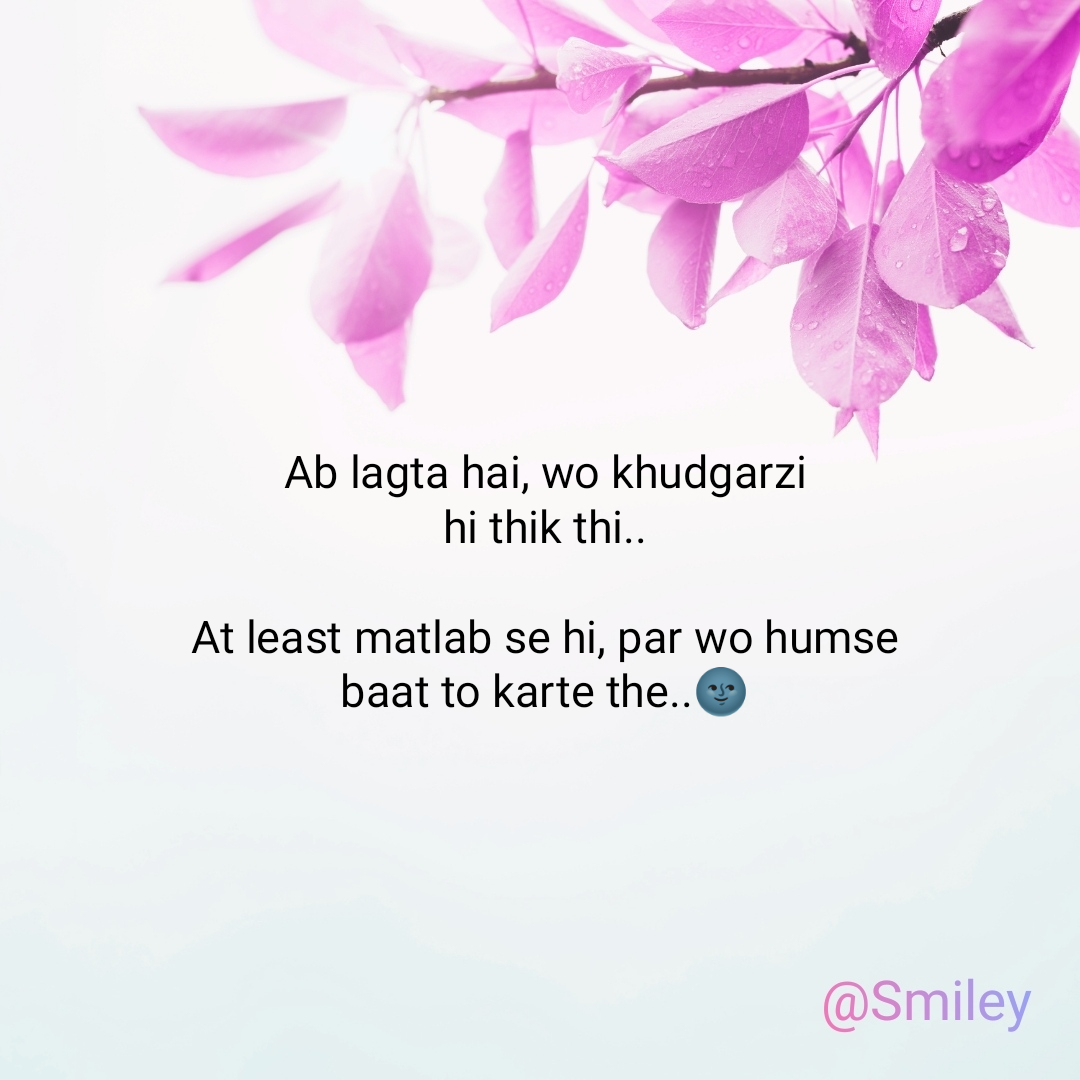 Ab lagta hai, wo khudgarzi
hi thik thi..
At least matlab se hi, par wo humse
baat to karte the..🌚
@Smiley